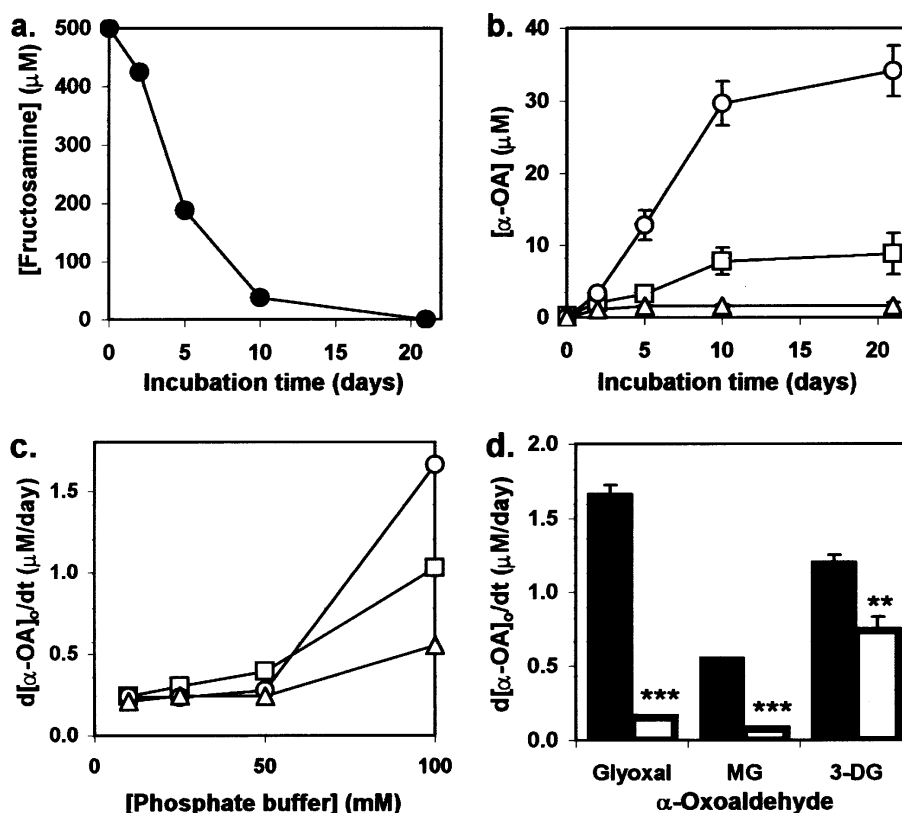 a.
[Fructosamine] (μM)
500
400
300
200
100
0
0 5 10 15 20
Incubation time (days)
b.
[α-OA] (μM)
40
30
20
10
0
0 5 10 15 20
Incubation time (days)
c.
d[α-OA]₀/dt (μM/day)
1.5
1.0
0.5
0.0
0 50 100
[Phosphate buffer] (mM)
d.
d[α-OA]₀/dt (μM/day)
2.0
1.5
1.0
0.5
0.0
***
***
**
Glyoxal MG 3-DG
α-Oxoaldehyde